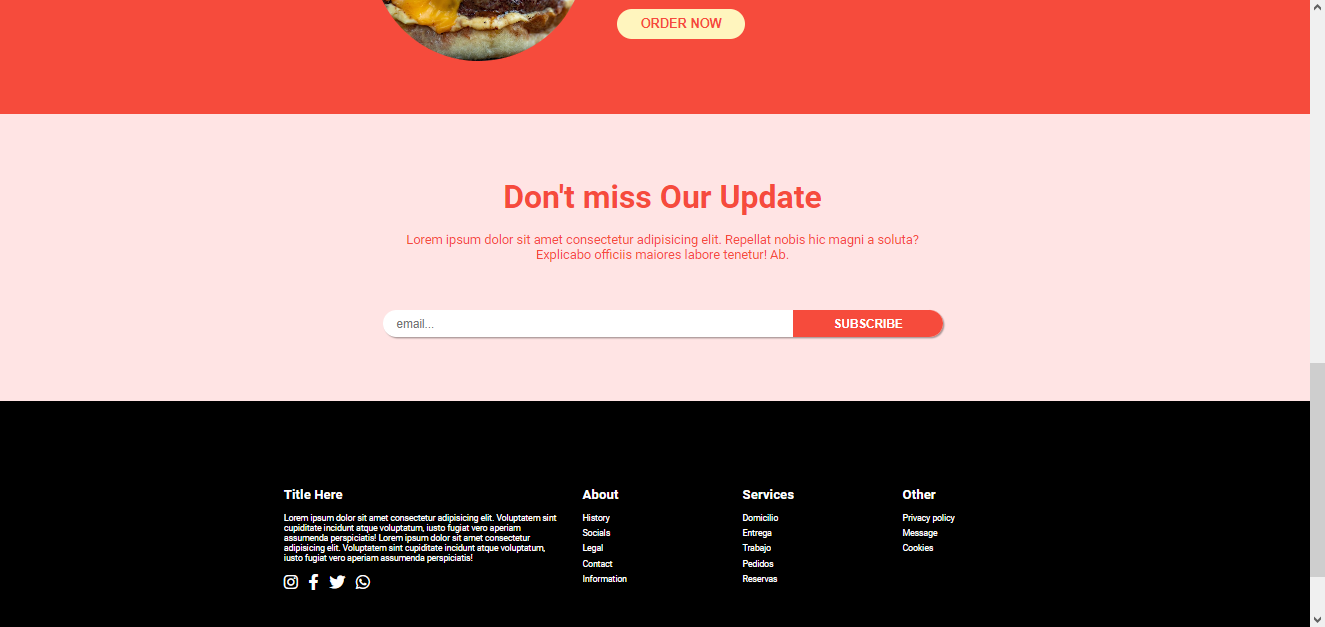 ORDER NOW
Don't miss Our Update
Lorem ipsum dolor sit amet consectetur adipisicing elit. Repellat nobis hic magni a soluta?
Explicabo officiis maiores labore tenetur! Ab.
email...
SUBSCRIBE
Title Here
Lorem ipsum dolor sit amet consectetur adipisicing elit. Voluptatem sint
cupiditate incidunt atque voluptatum, iusto fugiat vero aperiam
assumenda perspiciatis! Lorem ipsum dolor sit amet consectetur
adipisicing elit. Voluptatem sint cupiditate incidunt atque voluptatum,
iusto fugiat vero aperiam assumenda perspiciatis!
About
History
Socials
Legal
Contact
Information
Services
Domicilio
Entrega
Trabajo
Pedidos
Reservas
Other
Privacy policy
Message
Cookies